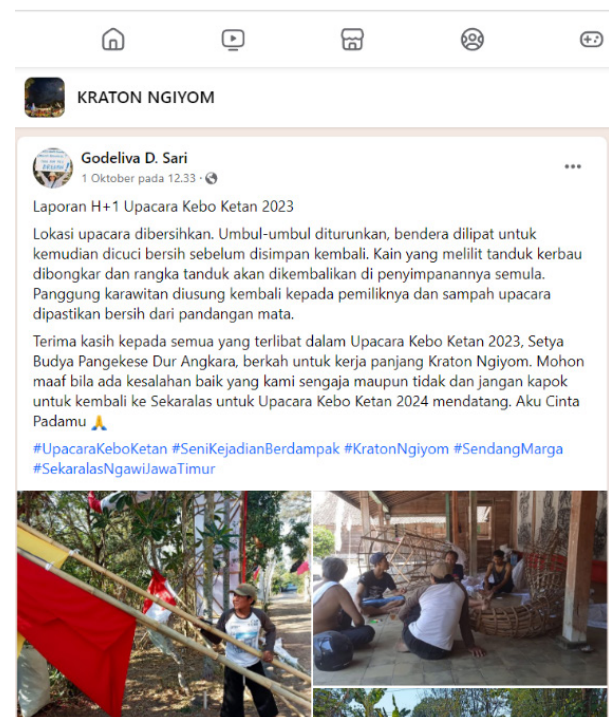 KRATON NGIYOM
Godeliva D. Sari
1 Oktober pada 12.33 ·
Laporan H+1 Upacara Kebo Ketan 2023
Lokasi upacara dibersihkan. Umbul-umbul diturunkan, bendera dilipat untuk
kemudian dicuci bersih sebelum disimpan kembali. Kain yang melilit tanduk kerbau
dibongkar dan rangka tanduk akan dikembalikan di penyimpanannya semula.
Panggung karawitan diusung kembali kepada pemiliknya dan sampah upacara
dipastikan bersih dari pandangan mata.
Terima kasih kepada semua yang terlibat dalam Upacara Kebo Ketan 2023, Setya
Budya Pangekese Dur Angkara, berkah untuk kerja panjang Kraton Ngiyom. Mohon
maaf bila ada kesalahan baik yang kami sengaja maupun tidak dan jangan kapok
untuk kembali ke Sekaralas untuk Upacara Kebo Ketan 2024 mendatang. Aku Cinta
Padamu 🙏
#UpacaraKeboKetan #SeniKejadianBerdampak #KratonNgiyom #SendangMarga
#SekaralasNgawiJawaTimur